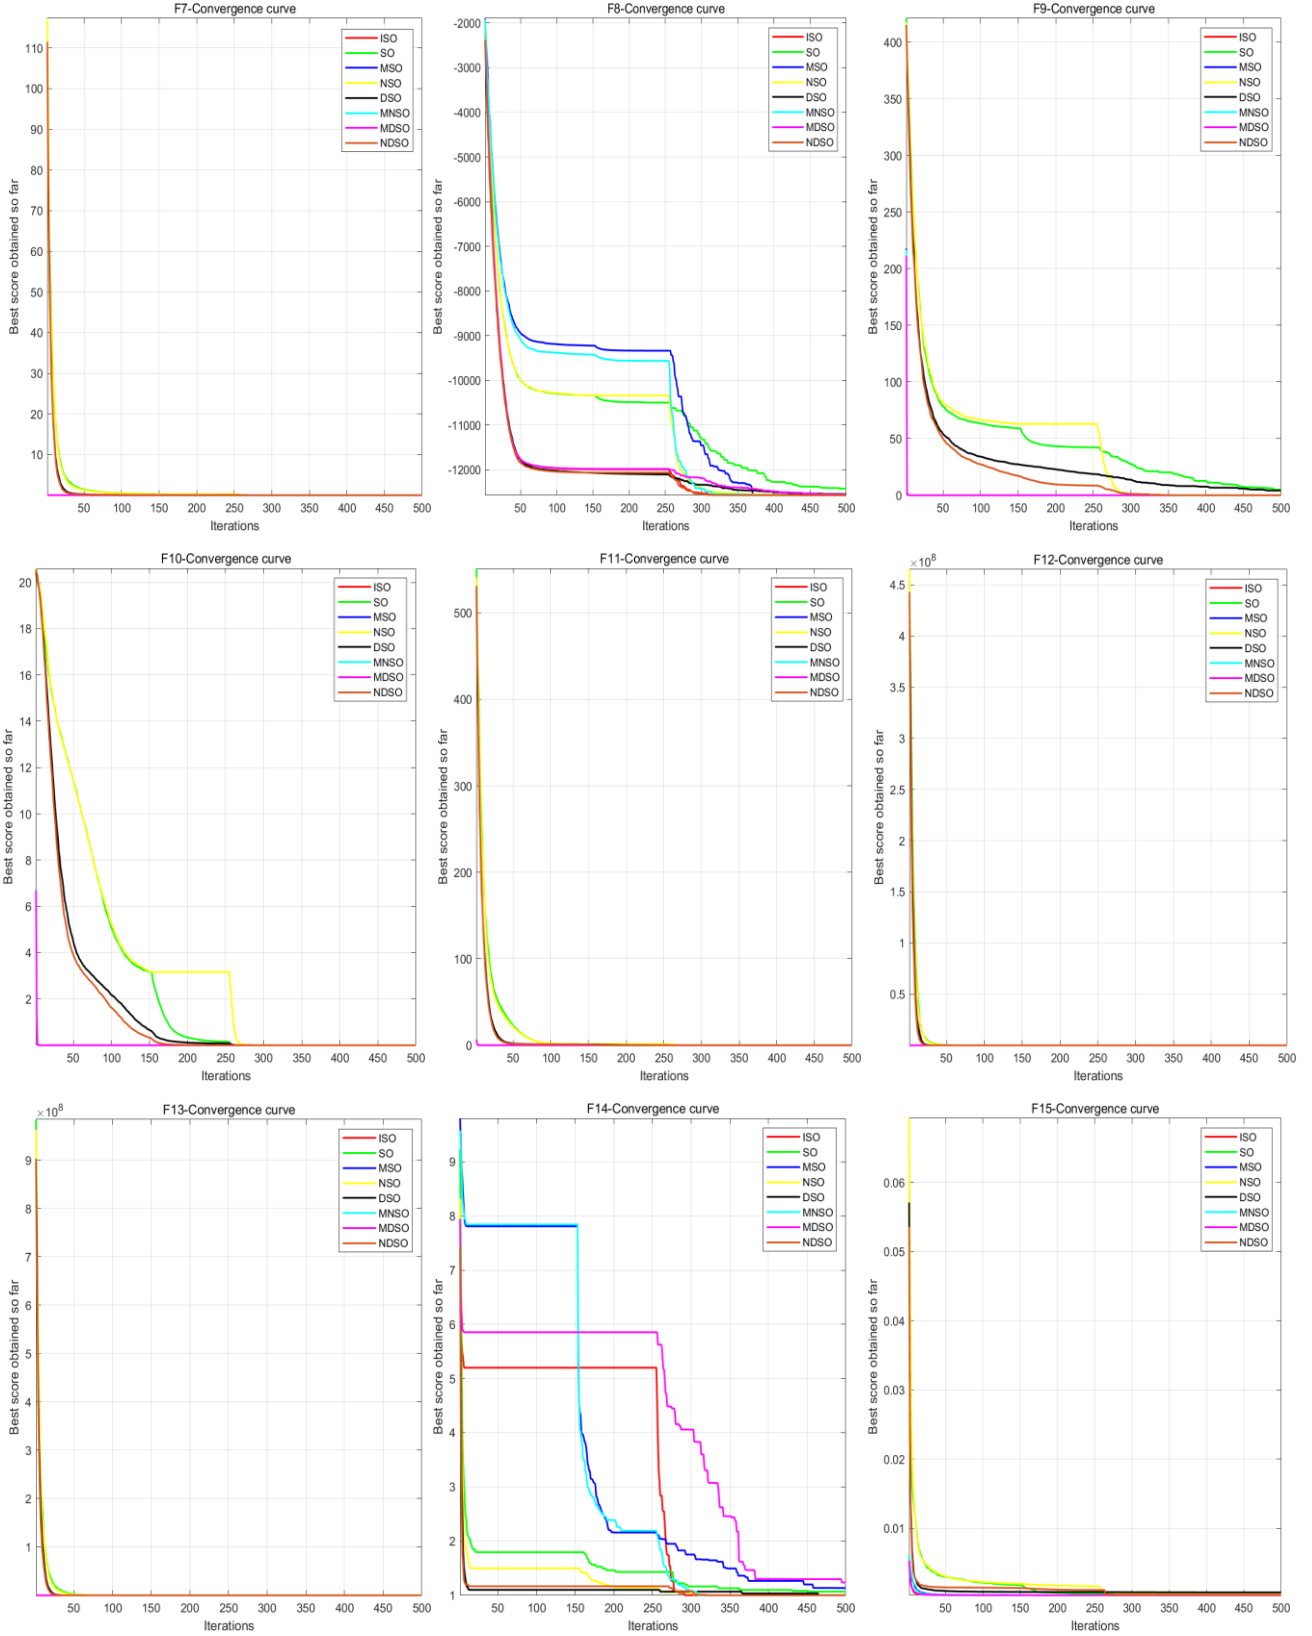 F7-Convergence curve
110
100
90
80
70
60
50
40
30
20
10
50 100 150 200 250 300 350 400 450 500
Iterictions
Best score obtained so far
ISO
SO
MSO
NSO
DSO
MNSO
MDSO
NDSO
F8-Convergence curve
-2000
-3000
-4000
-5000
-6000
-7000
-8000
-9000
-10000
-11000
-12000
50 100 150 200 250 300 350 400 450 500
Iterictions
Best score obtained so far
ISO
SO
MSO
NSO
DSO
MNSO
MDSO
NDSO
F9-Convergence curve
400
350
300
250
200
150
100
50
0
50 100 150 200 250 300 350 400 450 500
Iterictions
Best score obtained so far
ISO
SO
MSO
NSO
DSO
MNSO
MDSO
NDSO
F10-Convergence curve
20
18
16
14
12
10
8
6
4
2
50 100 150 200 250 300 350 400 450 500
Iterictions
Best score obtained so far
ISO
SO
MSO
NSO
DSO
MNSO
MDSO
NDSO
F11-Convergence curve
500
400
300
200
100
0
50 100 150 200 250 300 350 400 450 500
Iterictions
Best score obtained so far
ISO
SO
MSO
NSO
DSO
MNSO
MDSO
NDSO
F12-Convergence curve
×10⁸
4.5
4
3.5
3
2.5
2
1.5
1
0.5
50 100 150 200 250 300 350 400 450 500
Iterictions
Best score obtained so far
ISO
SO
MSO
NSO
DSO
MNSO
MDSO
NDSO
F13-Convergence curve
×10⁸
9
8
7
6
5
4
3
2
1
50 100 150 200 250 300 350 400 450 500
Iterictions
Best score obtained so far
ISO
SO
MSO
NSO
DSO
MNSO
MDSO
NDSO
F14-Convergence curve
9
8
7
6
5
4
3
2
1
50 100 150 200 250 300 350 400 450 500
Iterictions
Best score obtained so far
ISO
SO
MSO
NSO
DSO
MNSO
MDSO
NDSO
F15-Convergence curve
0.06
0.05
0.04
0.03
0.02
0.01
50 100 150 200 250 300 350 400 450 500
Iterictions
Best score obtained so far
ISO
SO
MSO
NSO
DSO
MNSO
MDSO
NDSO